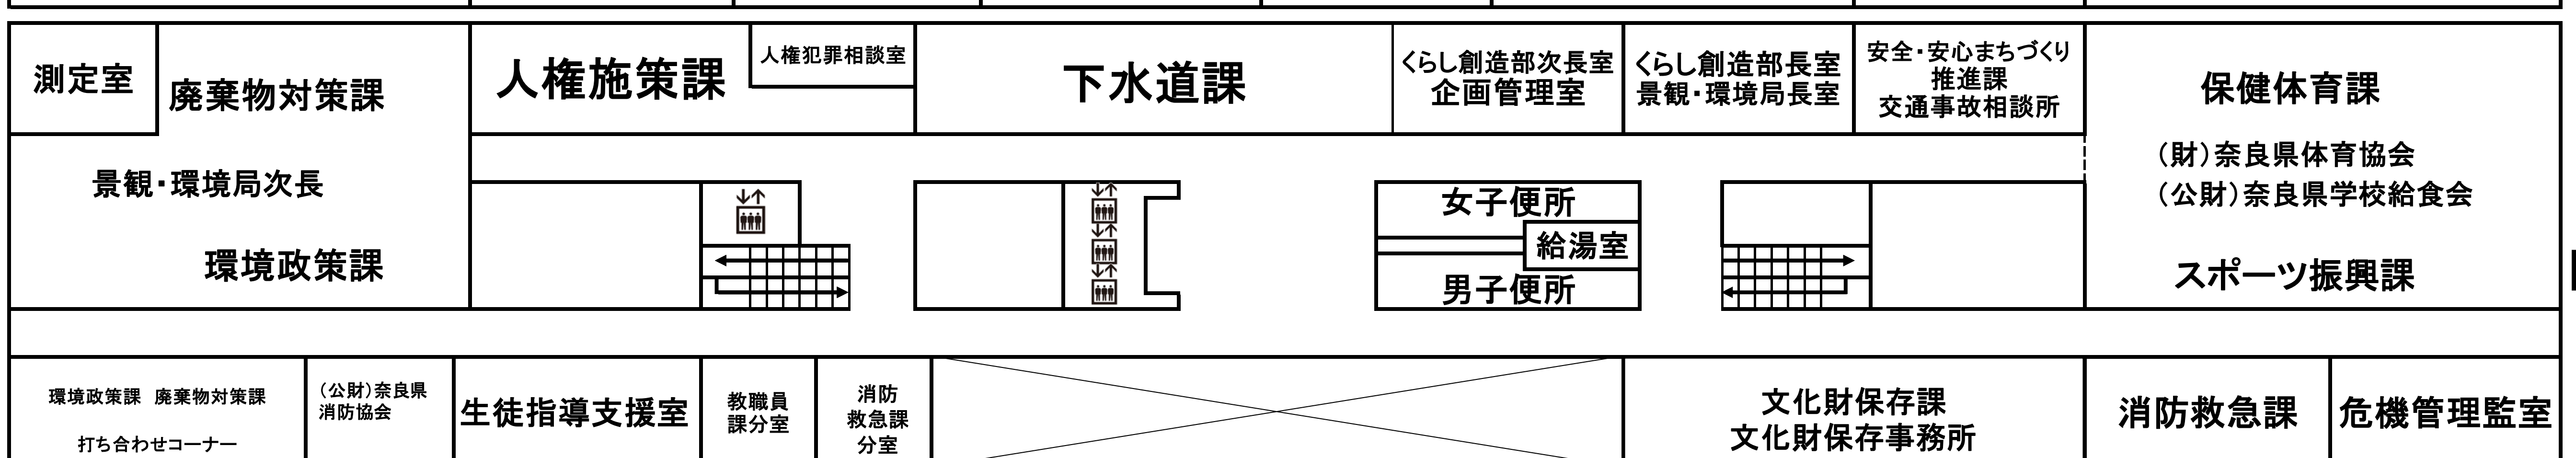 測定室
廃棄物対策課
景観・環境局次長
環境政策課
人権施策課
人権犯罪相談室
下水道課
くらし創造部次長室
企画管理室
くらし創造部長室
景観・環境局長室
安全・安心まちづくり
推進課
交通事故相談所
保健体育課
（財）奈良県体育協会
（公財）奈良県学校給食会
スポーツ振興課
女子便所
給湯室
男子便所
環境政策課　廃棄物対策課
打ち合わせコーナー
（公財）奈良県
消防協会
生徒指導支援室
教職員
課分室
消防
救急課
分室
文化財保存課
文化財保存事務所
消防救急課
危機管理監室